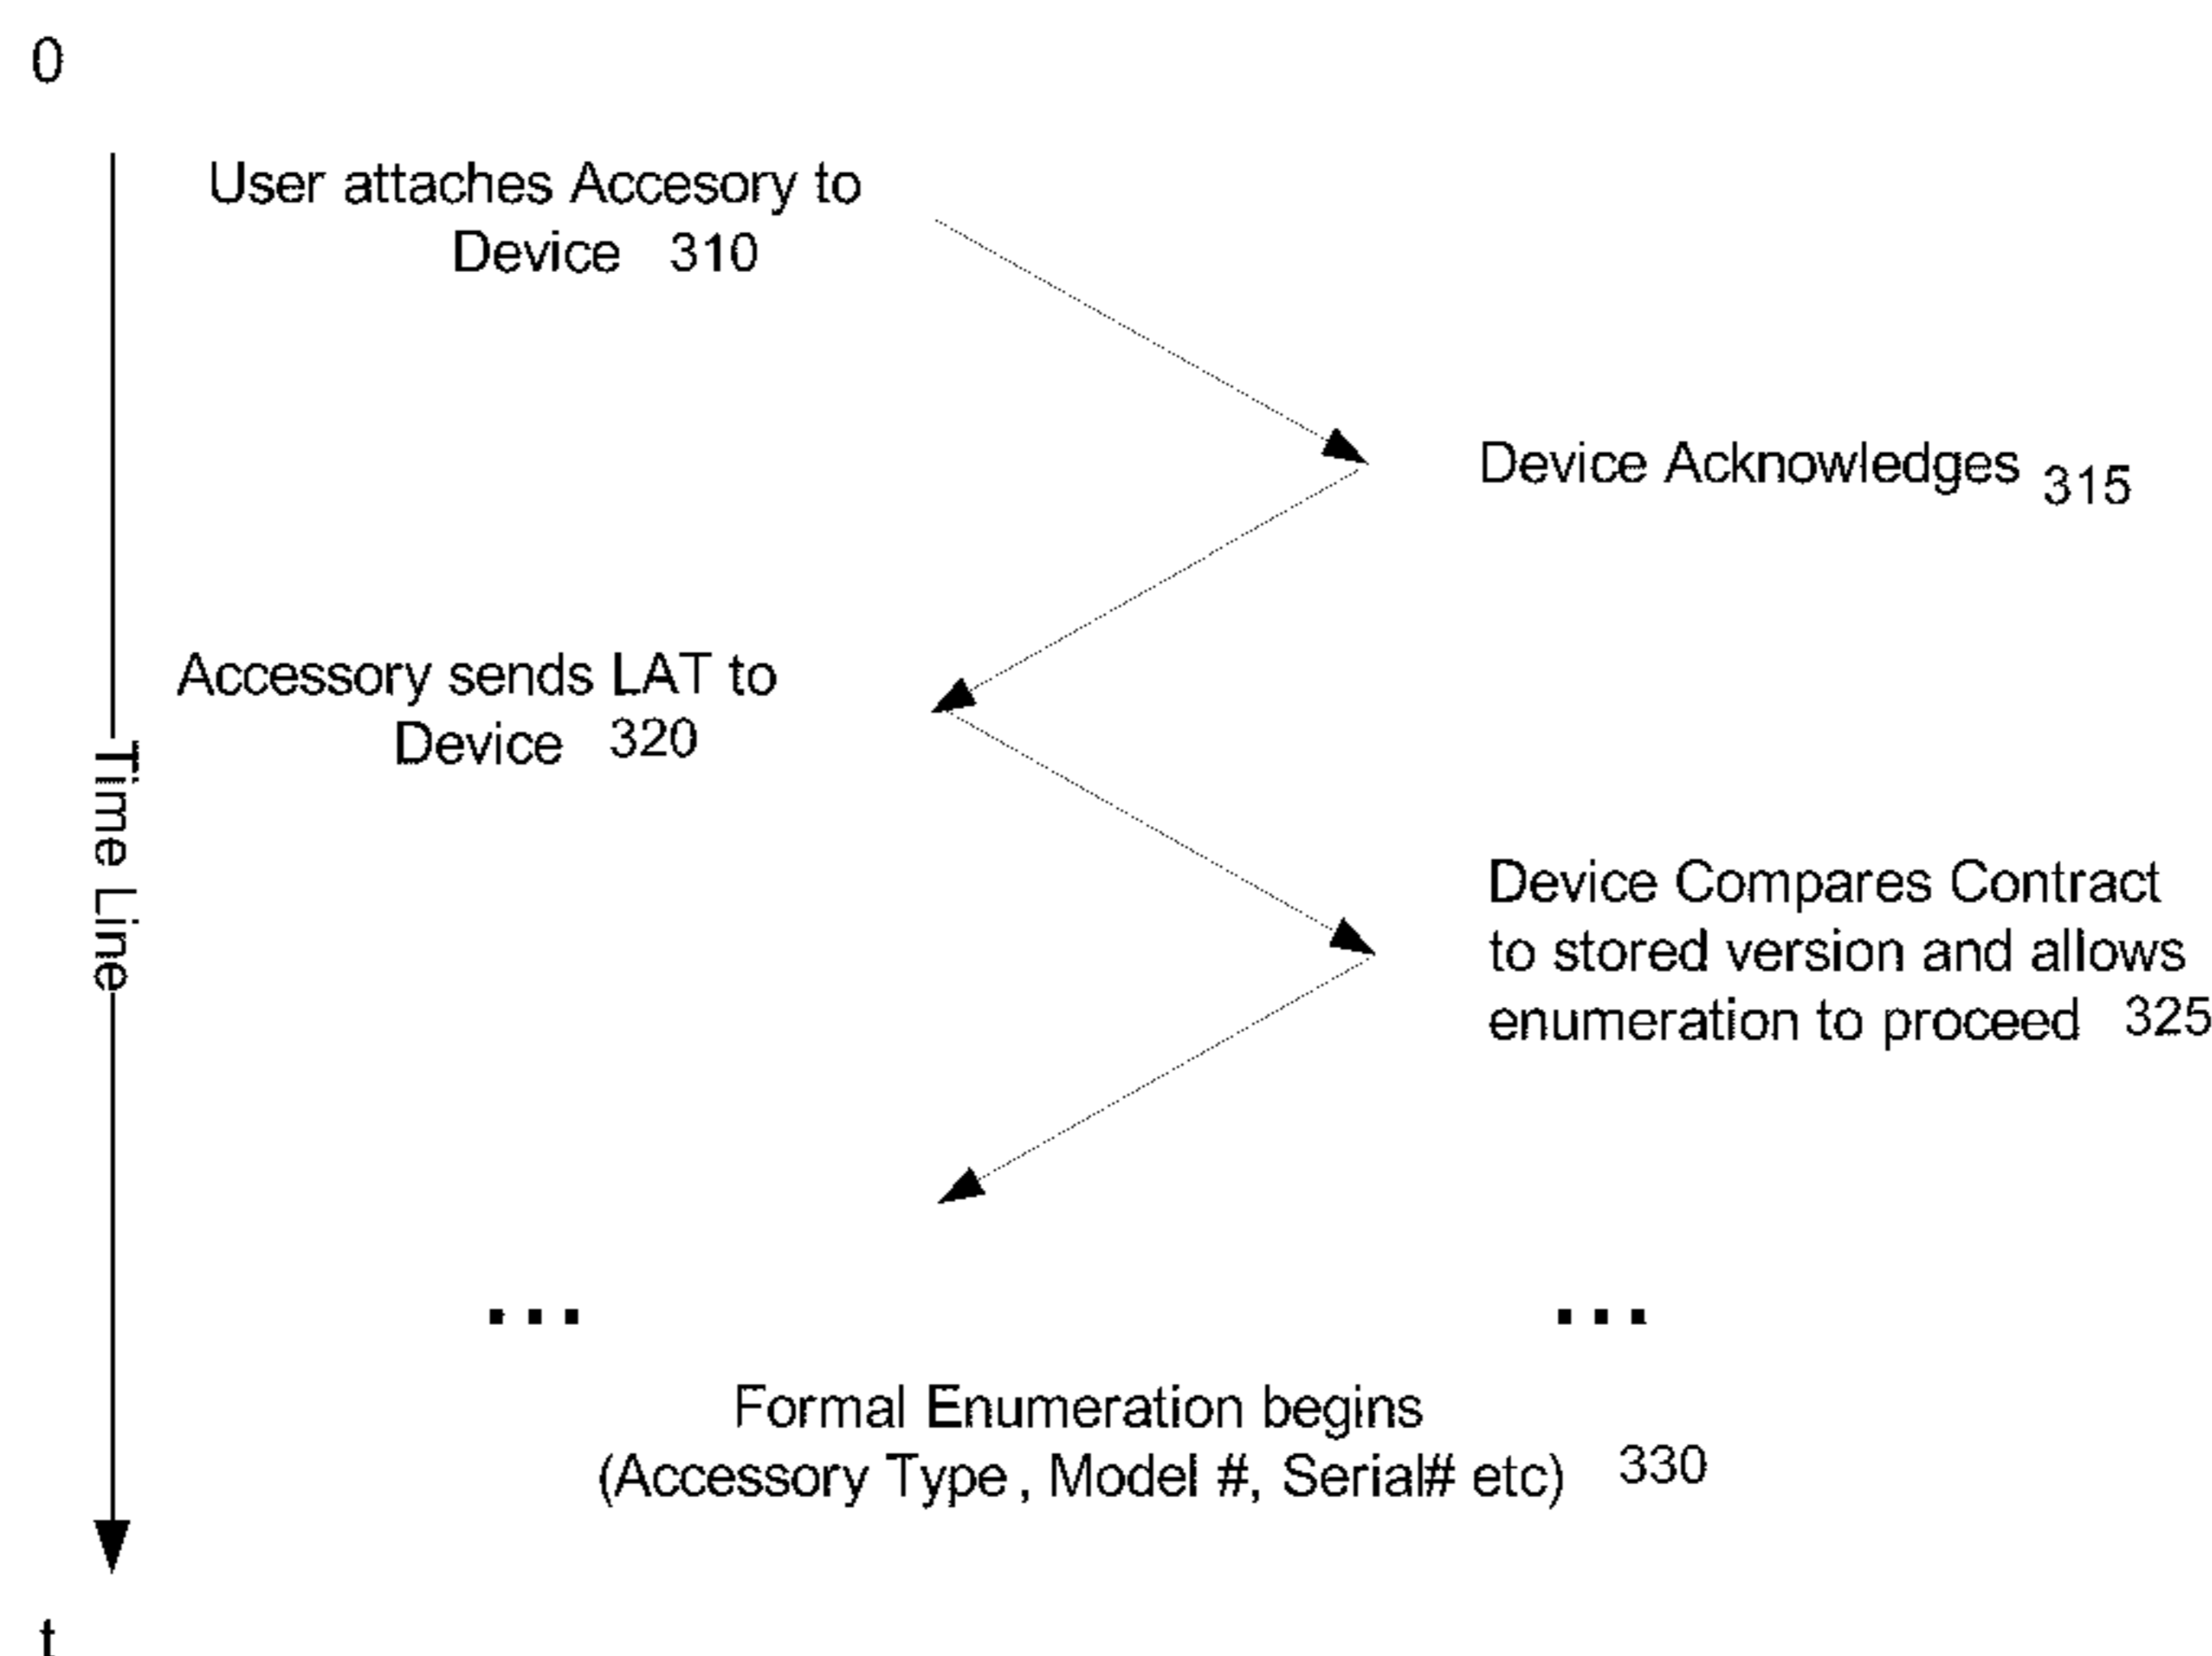 0
User attaches Accesory to
Device 310
Device Acknowledges 315
Accessory sends LAT to
Device 320
Time Line
Device Compares Contract
to stored version and allows
enumeration to proceed 325
...
...
Formal Enumeration begins
(Accessory Type, Model #, Serial# etc) 330
t